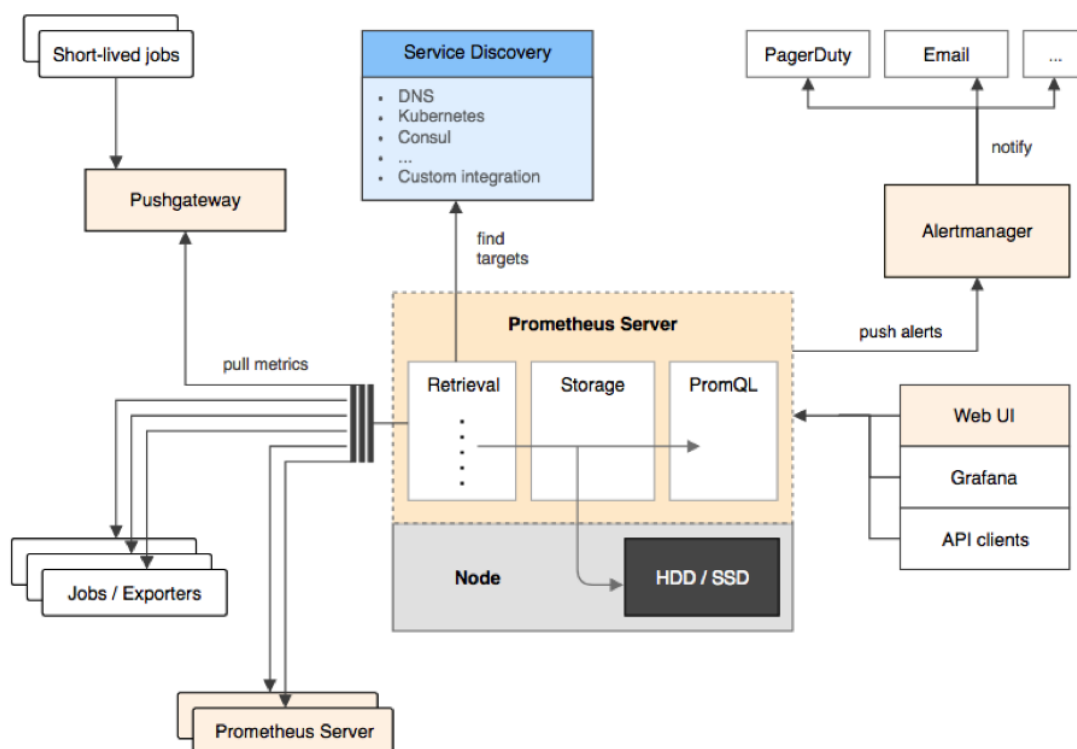 Short-lived jobs
Service Discovery
• DNS
• Kubernetes
• Consul
• ...
• Custom integration
PagerDuty
Email
...
notify
Pushgateway
Alertmanager
find
targets
Prometheus Server
push alerts
pull metrics
Retrieval
Storage
PromQL
Web UI
Grafana
API clients
Node
HDD / SSD
Jobs / Exporters
Prometheus Server